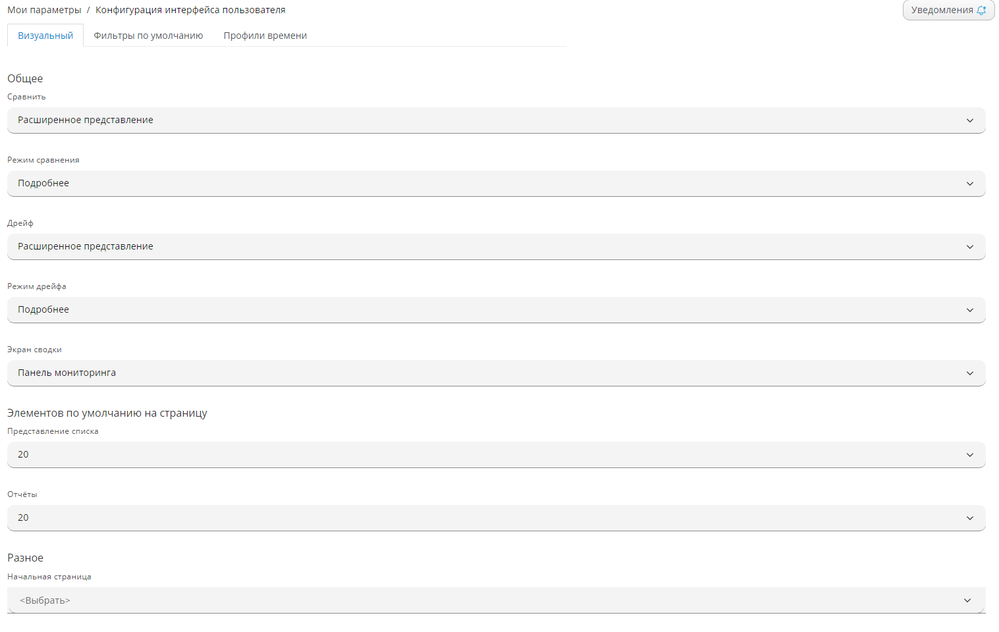 Мои параметры / Конфигурация интерфейса пользователя
Уведомления
Визуальный Фильтры по умолчанию Профили времени
Общее
Сравнить
Расширенное представление
Режим сравнения
Подробнее
Дрейф
Расширенное представление
Режим дрейфа
Подробнее
Экран сводки
Панель мониторинга
Элементов по умолчанию на страницу
Представление списка
20
Отчёты
20
Разное
Начальная страница
<Выбрать>